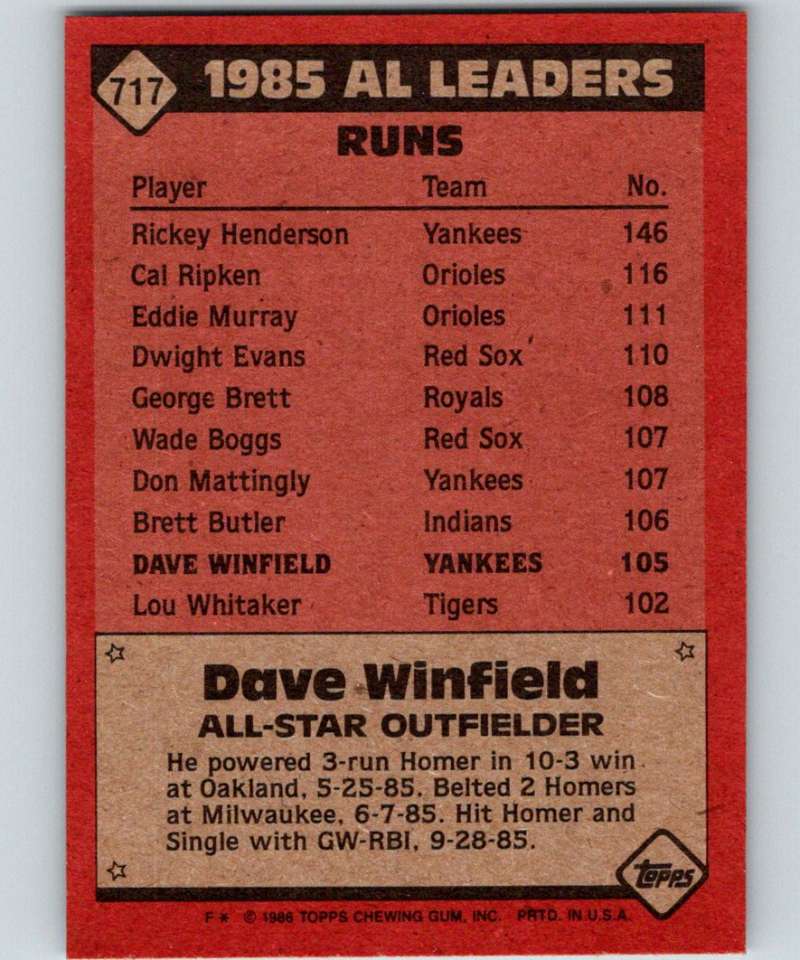 717 1985 AL LEADERS
RUNS
Player Team No.
Rickey Henderson Yankees 146
Cal Ripken Orioles 116
Eddie Murray Orioles 111
Dwight Evans Red Sox 110
George Brett Royals 108
Wade Boggs Red Sox 107
Don Mattingly Yankees 107
Brett Butler Indians 106
DAVE WINFIELD YANKEES 105
Lou Whitaker Tigers 102
Dave Winfield
ALL-STAR OUTFIELDER
He powered 3-run Homer in 10-3 win
at Oakland, 5-25-85. Belted 2 Homers
at Milwaukee, 6-7-85. Hit Homer and
Single with GW-RBI, 9-28-85.
topps
F * © 1986 TOPPS CHEWING GUM, INC. PRTD. IN U.S.A.